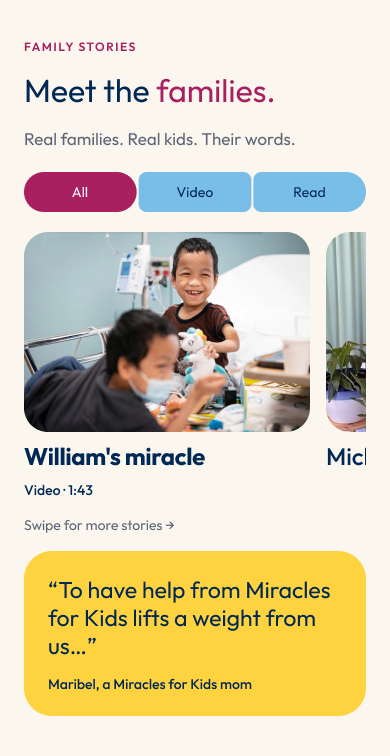 FAMILY STORIES
Meet the families.
Real families. Real kids. Their words.
All
Video
Read
William's miracle
Video · 1:43
Swipe for more stories →
“To have help from Miracles
for Kids lifts a weight from
us...”
Maribel, a Miracles for Kids mom